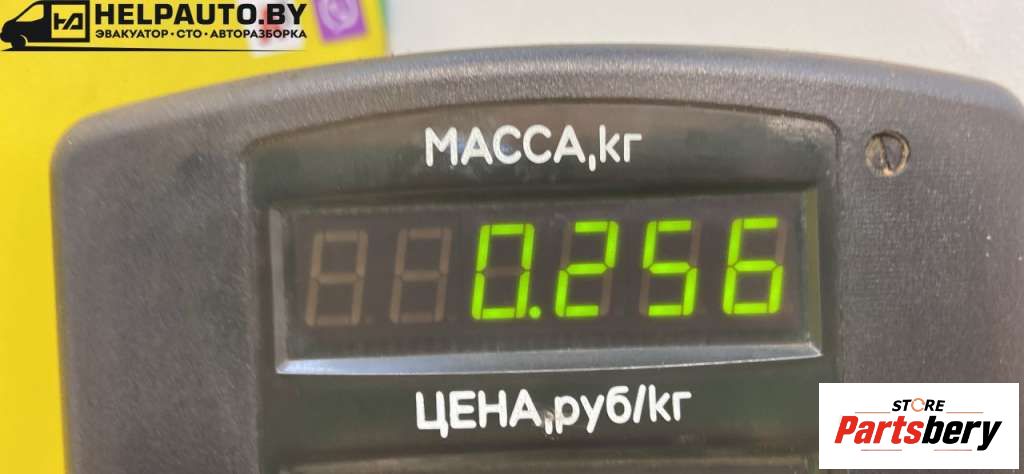 HELPAUTO.BY
ЭВАКУАТОР • СТО • АВТОРАЗБОРКА
МАССА,кг
0.256
ЦЕНА,руб/кг
STORE
Partsbery